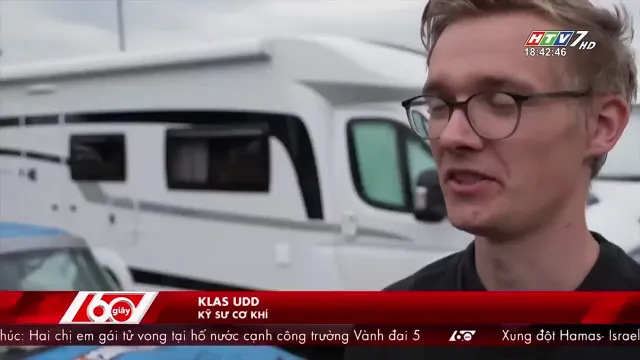 HTV7 HD
18:42:46
KLAS UDD
60 giây
KỸ SƯ CƠ KHÍ
húc: Hai chị em gái tử vong tại hố nước cạnh công trường Vành đai 5 60 Xung đột Hamas- Israel